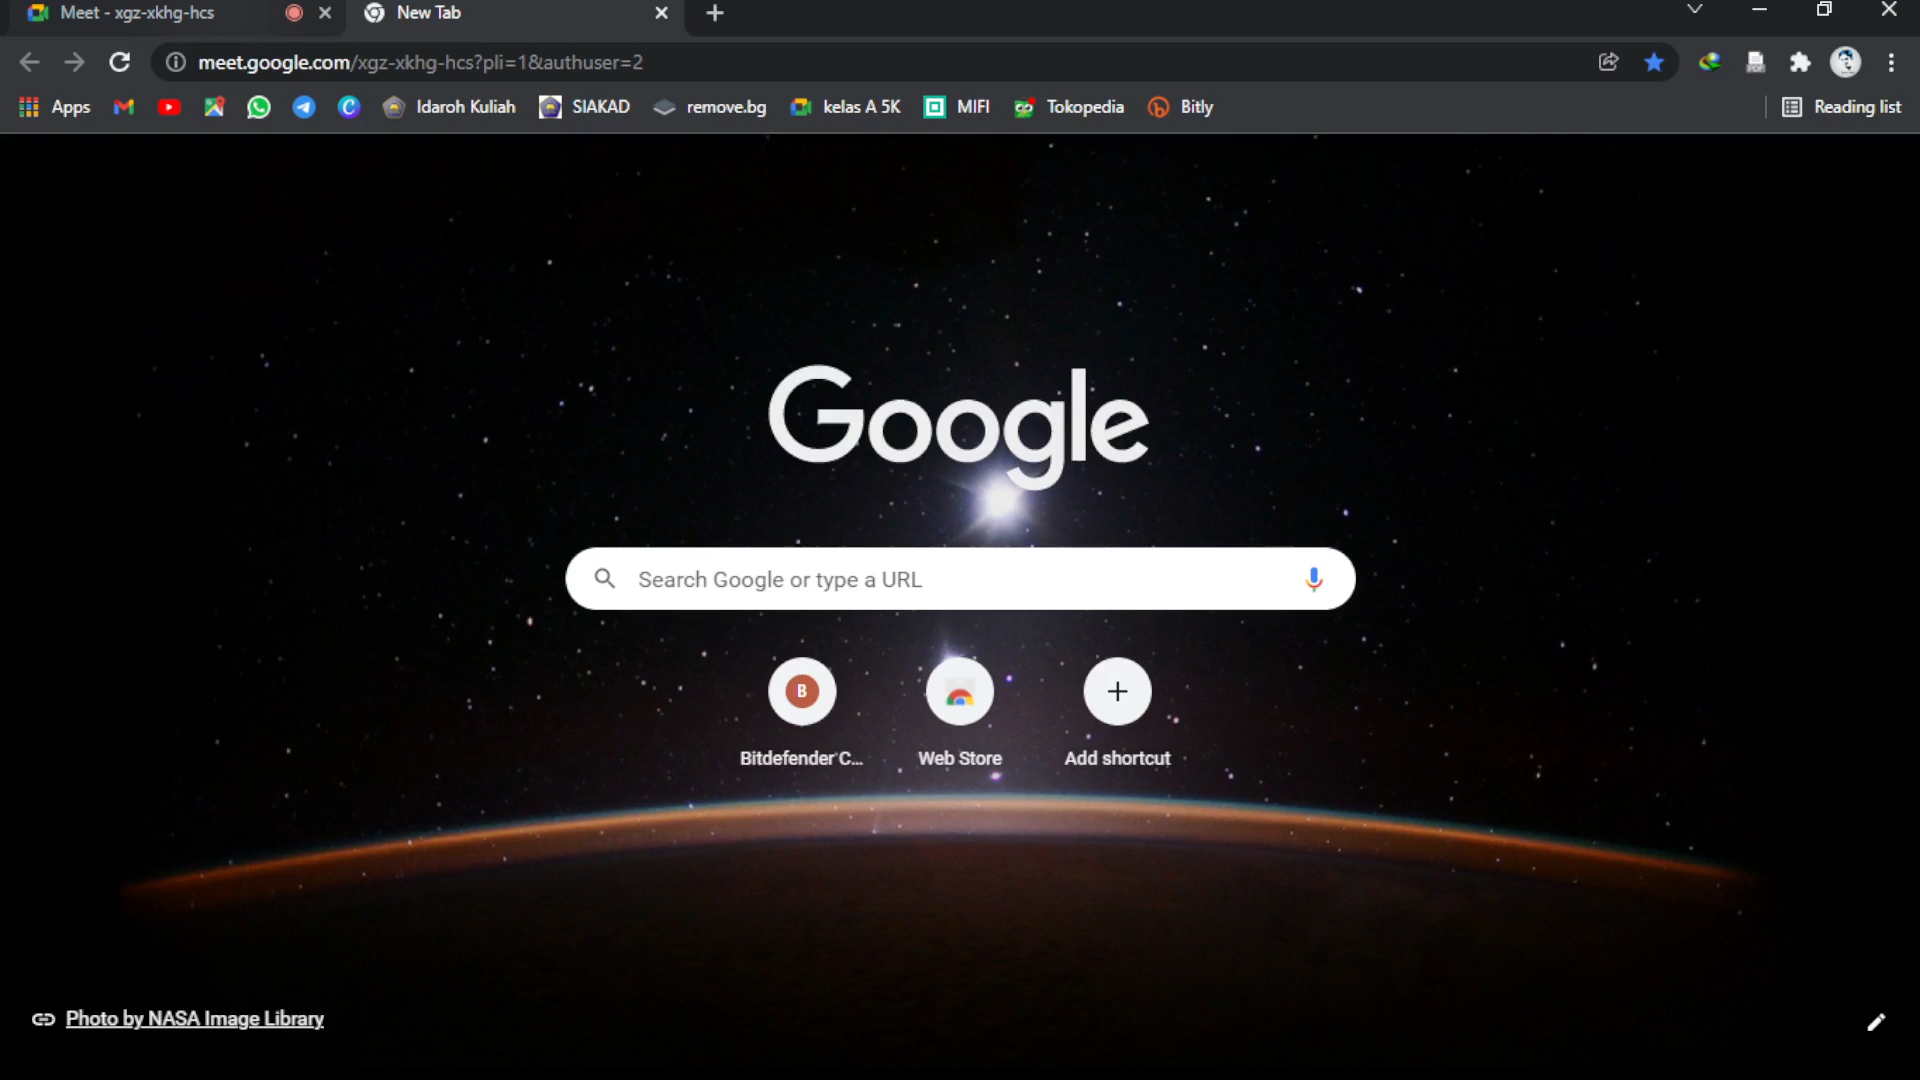 Meet - xgz-xkhg-hcs
New Tab
meet.google.com/xgz-xkhg-hcs?pli=1&authuser=2
Apps
Idaroh Kuliah
SIAKAD
remove.bg
kelas A 5K
MIFI
Tokopedia
Bitly
Reading list
Google
Search Google or type a URL
B
Bitdefender C...
Web Store
Add shortcut
Photo by NASA Image Library